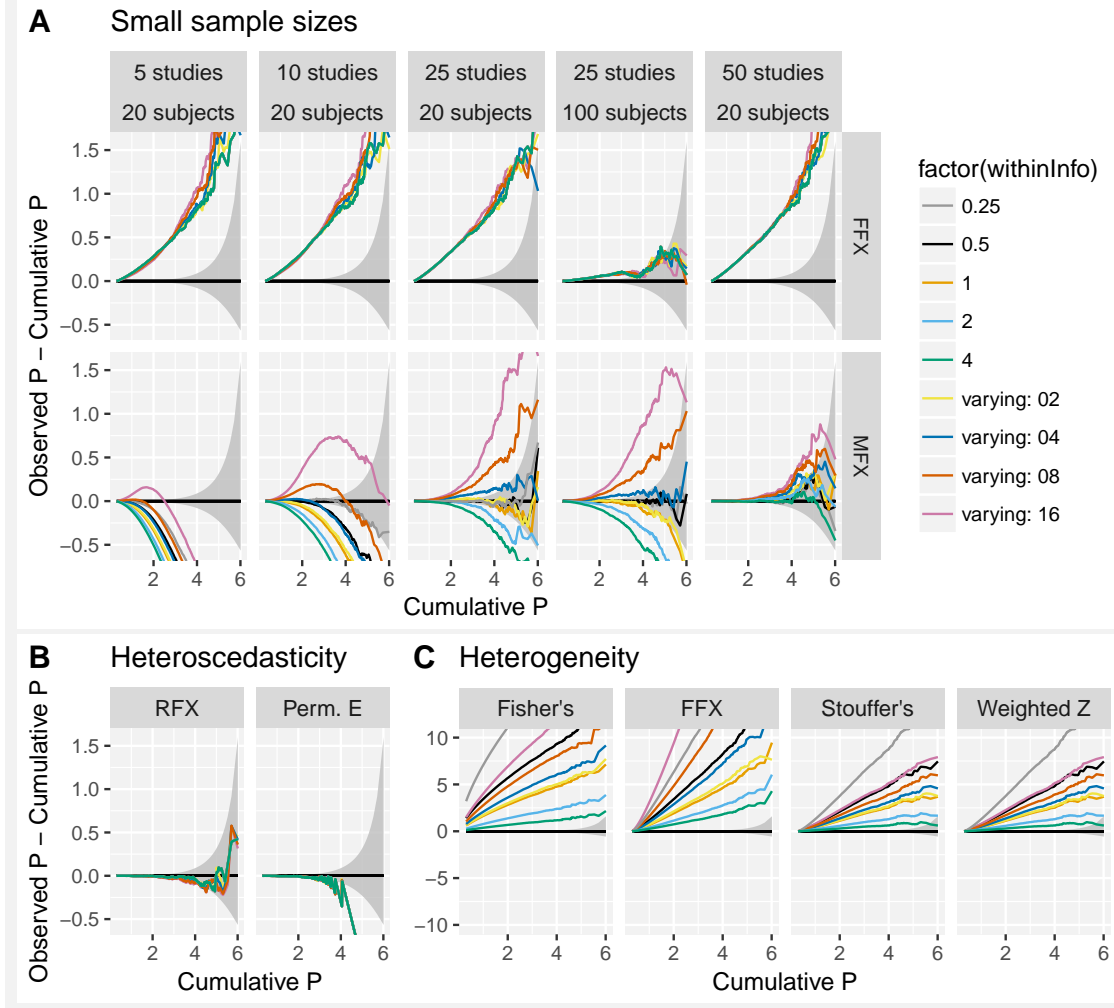 A Small sample sizes
5 studies 10 studies 25 studies 25 studies 50 studies
20 subjects 20 subjects 20 subjects 100 subjects 20 subjects
Observed P − Cumulative P
1.5
1.0
0.5
0.0
−0.5
FFX
1.5
1.0
0.5
0.0
−0.5
MFX
2 4 6 2 4 6 2 4 6 2 4 6 2 4 6
Cumulative P
factor(withinInfo)
0.25
0.5
1
2
4
varying: 02
varying: 04
varying: 08
varying: 16
B Heteroscedasticity
RFX Perm. E
Observed P − Cumulative P
1.5
1.0
0.5
0.0
−0.5
2 4 6 2 4 6
Cumulative P
C Heterogeneity
Fisher's FFX Stouffer's Weighted Z
10
5
0
−5
−10
2 4 6 2 4 6 2 4 6 2 4 6
Cumulative P